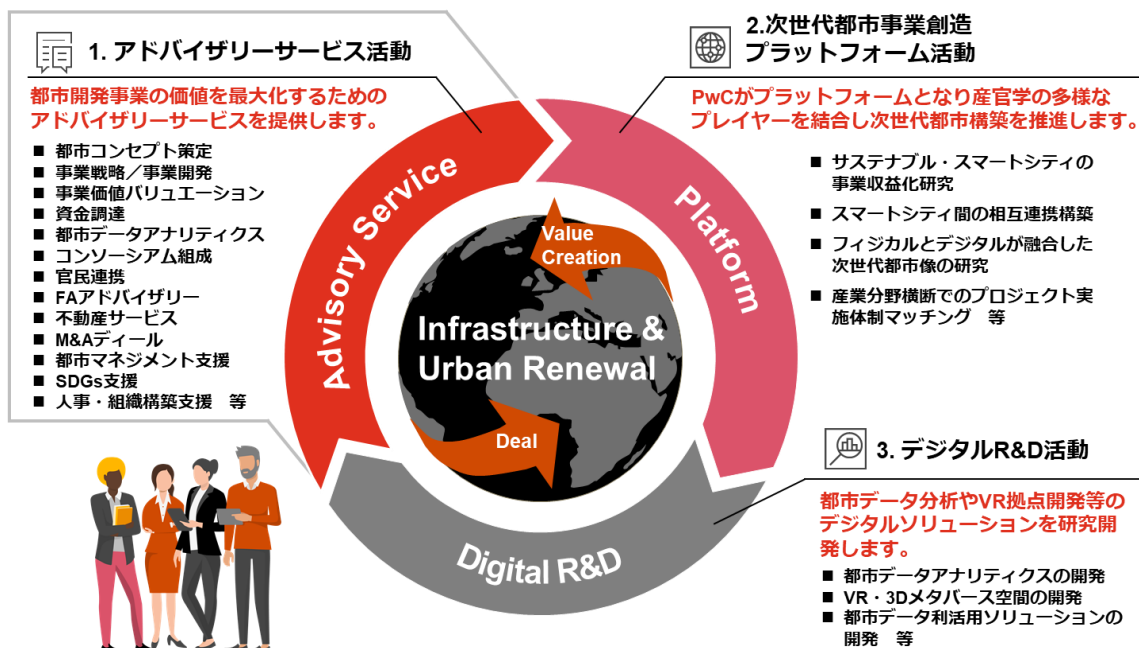 1. アドバイザリーサービス活動
都市開発事業の価値を最大化するための
アドバイザリーサービスを提供します。
■ 都市コンセプト策定
■ 事業戦略／事業開発
■ 事業価値バリュエーション
■ 資金調達
■ 都市データアナリティクス
■ コンソーシアム組成
■ 官民連携
■ FAアドバイザリー
■ 不動産サービス
■ M&Aディール
■ 都市マネジメント支援
■ SDGs支援
■ 人事・組織構築支援　等
2.次世代都市事業創造
プラットフォーム活動
PwCがプラットフォームとなり産官学の多様な
プレイヤーを結合し次世代都市構築を推進します。
■ サステナブル・スマートシティの
事業収益化研究
■ スマートシティ間の相互連携構築
■ フィジカルとデジタルが融合した
次世代都市像の研究
■ 産業分野横断でのプロジェクト実
施体制マッチング　等
Advisory Service
Platform
Digital R&D
Value
Creation
Infrastructure &
Urban Renewal
Deal
3. デジタルR&D活動
都市データ分析やVR拠点開発等の
デジタルソリューションを研究開
発します。
■ 都市データアナリティクスの開発
■ VR・3Dメタバース空間の開発
■ 都市データ利活用ソリューションの
開発　等